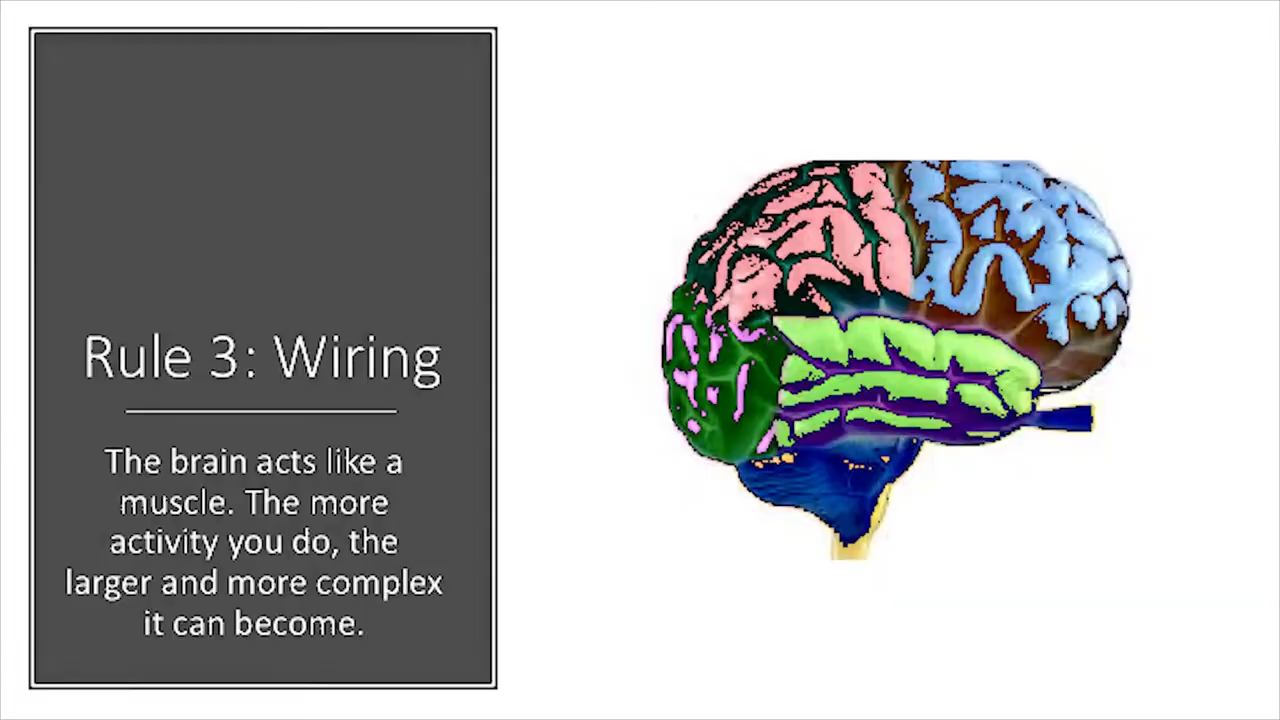 Rule 3: Wiring
The brain acts like a
muscle. The more
activity you do, the
larger and more complex
it can become.